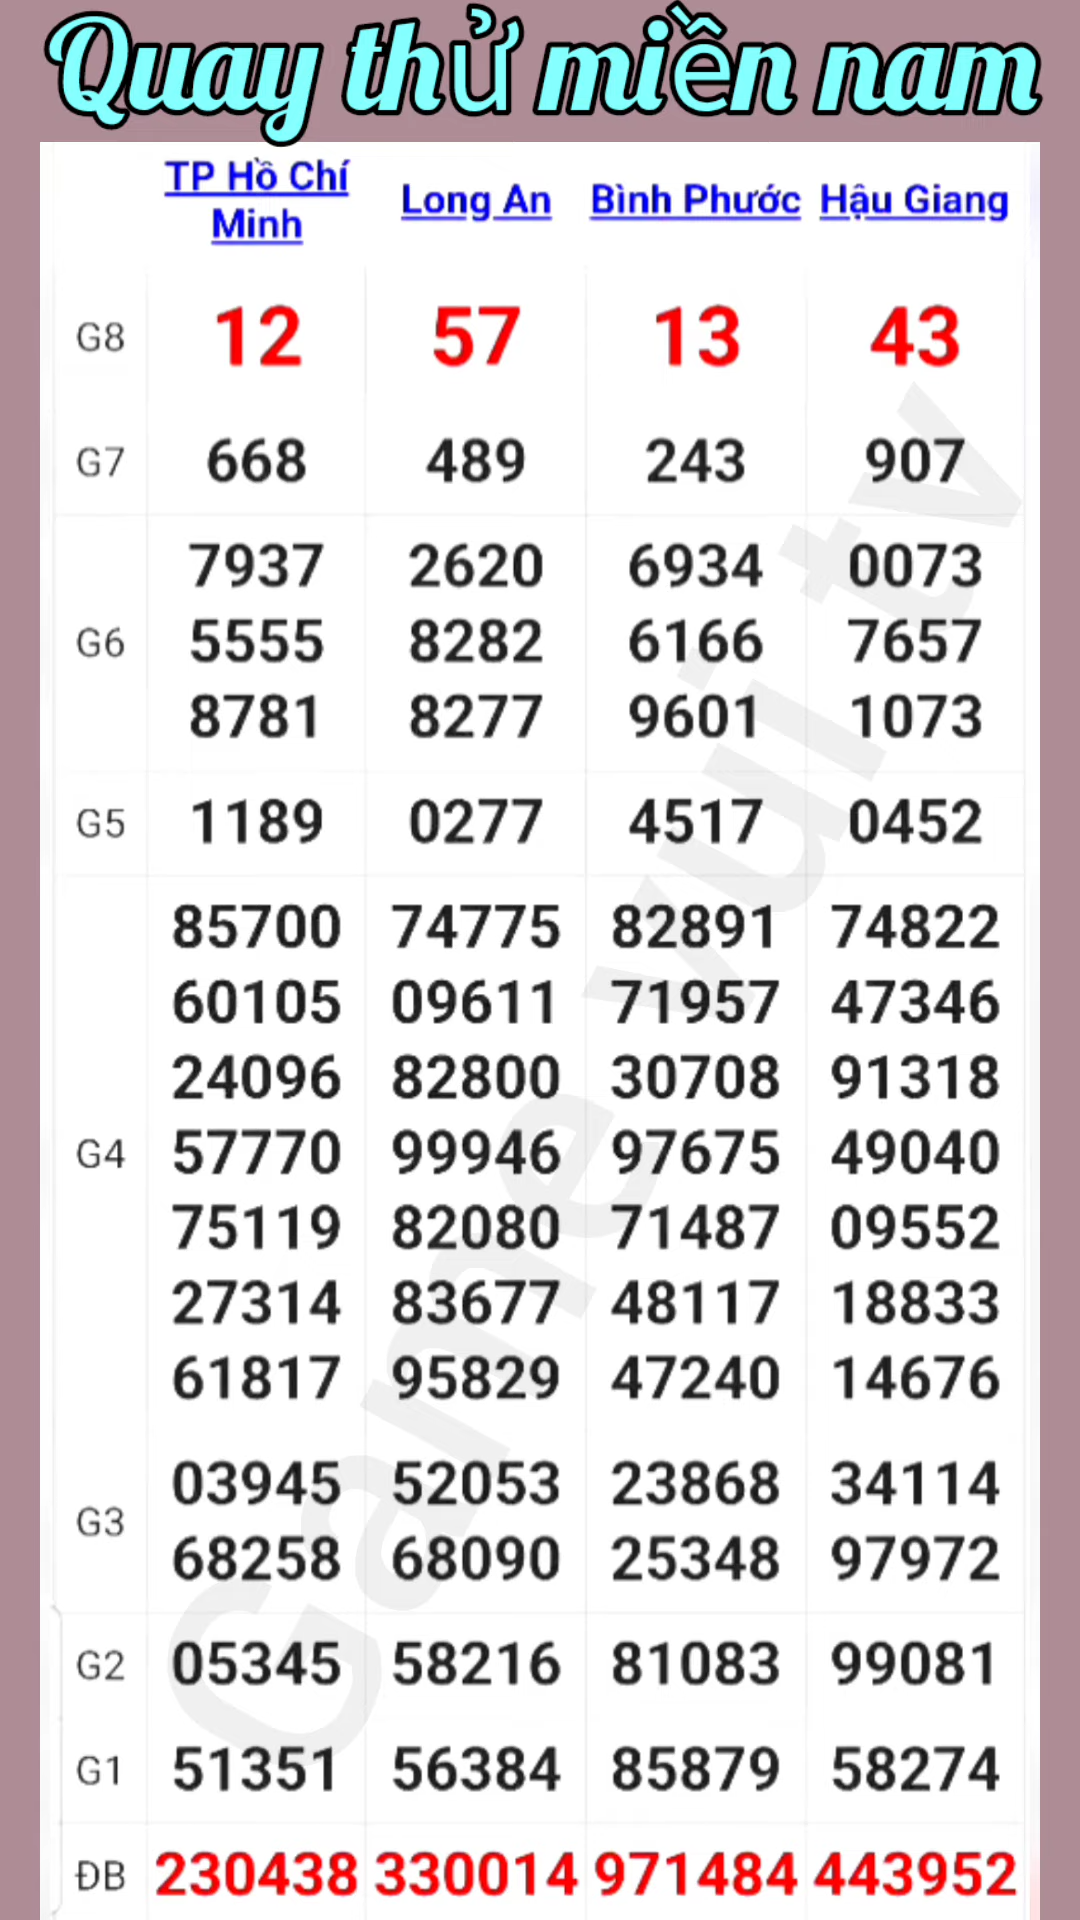 Quay thử miền nam
TP Hồ Chí Minh Long An Bình Phước Hậu Giang
G8 12 57 13 43
G7 668 489 243 907
7937 2620 6934 0073
G6 5555 8282 6166 7657
8781 8277 9601 1073
G5 1189 0277 4517 0452
85700 74775 82891 74822
60105 09611 71957 47346
24096 82800 30708 91318
G4 57770 99946 97675 49040
75119 82080 71487 09552
27314 83677 48117 18833
61817 95829 47240 14676
G3 03945 52053 23868 34114
68258 68090 25348 97972
G2 05345 58216 81083 99081
G1 51351 56384 85879 58274
ĐB 230438 330014 971484 443952
Game vui tv